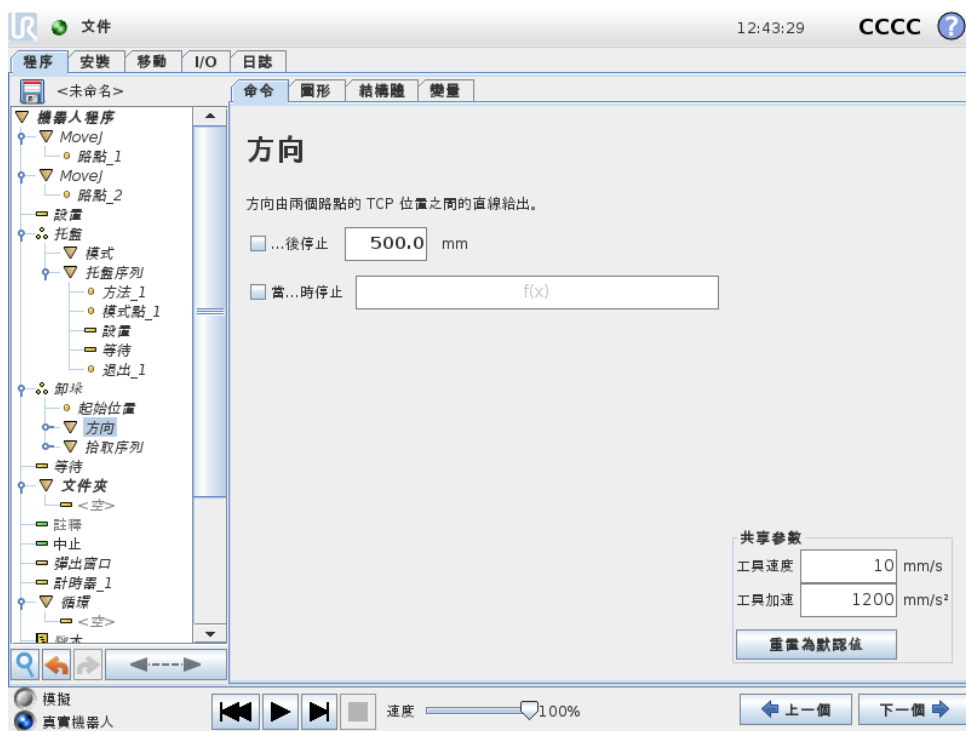 UR 文件 12:43:29 CCCC ?
程序 安裝 移動 I/O 日誌
<未命名>
命令 圖形 結構體 變量
機器人程序
MoveJ
路點_1
MoveJ
路點_2
設置
托盤
模式
托盤序列
方法_1
模式點_1
設置
等待
退出_1
卸垛
起始位置
方向
拾取序列
等待
文件夾
<空>
註釋
中止
彈出窗口
計時器_1
循環
<空>
腳本
方向
方向由兩個路點的 TCP 位置之間的直線給出。
...後停止 500.0 mm
當...時停止 f(x)
共享參數
工具速度 10 mm/s
工具加速 1200 mm/s²
重置為默認值
模擬
真實機器人
速度 100%
上一個 下一個